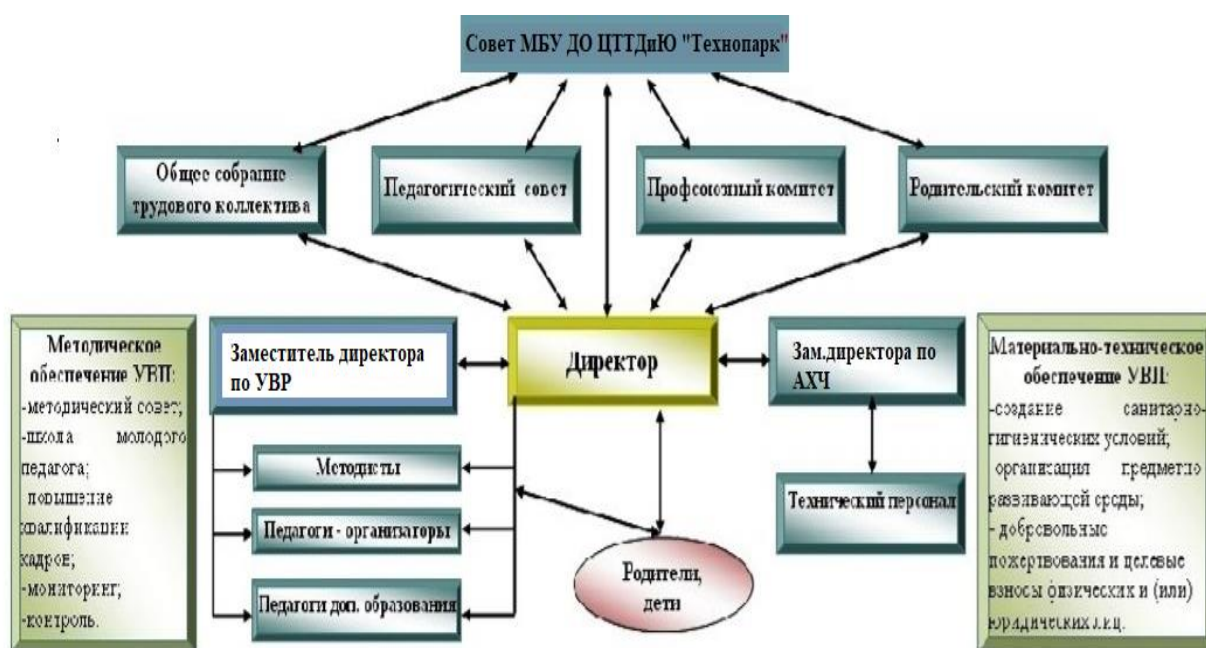 Совет МБУ ДО ЦТТДиЮ "Технопарк"
Общее собрание
трудового коллектива
Педагогический совет
Профсоюзный комитет
Родительский комитет
Методическое
обеспечение УВП:
-методический совет;
-школа молодого
педагога;
повышение
квалификации
кадров;
-мониторинг;
-контроль.
Заместитель директора
по УВР
Директор
Зам.директора по
АХЧ
Материально-техническое
обеспечение УВП:
-создание санитарно-
гигиенических условий;
организация предметно
развивающей среды;
- добровольные
пожертвования и целевые
взносы физических и (или)
юридических лиц.
Методисты
Педагоги - организаторы
Педагоги доп. образования
Технический персонал
Родители,
дети